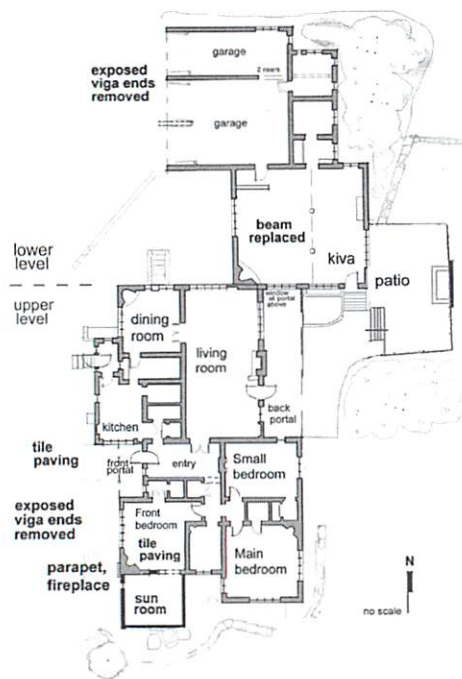 garage
exposed
viga ends
removed
2 risers
garage
beam
replaced
kiva
patio
lower
level
upper
level
window
at portal
above
dining
room
living
room
back
portal
kitchen
tile
paving
front
portal
entry
Small
bedroom
exposed
viga ends
removed
Front
bedroom
tile
paving
parapet,
fireplace
Main
bedroom
sun
room
N
no scale